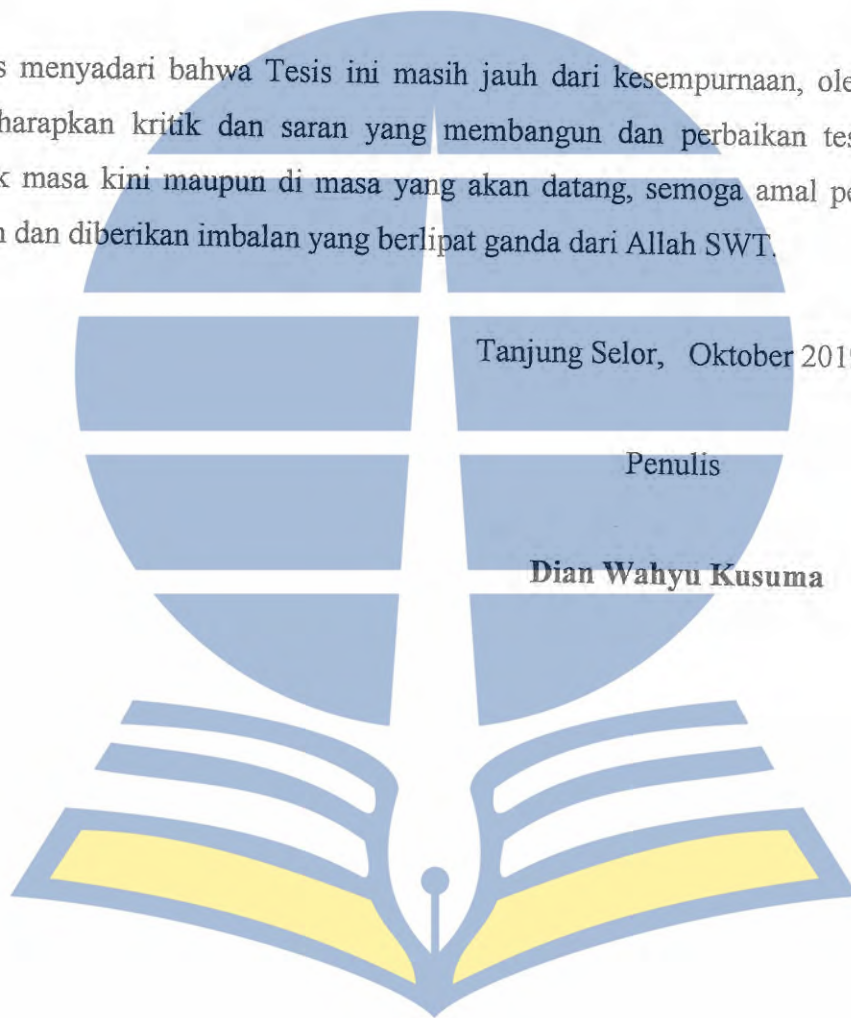 s menyadari bahwa Tesis ini masih jauh dari kesempurnaan, ole
harapkan kritik dan saran yang membangun dan perbaikan tes
k masa kini maupun di masa yang akan datang, semoga amal pe
n dan diberikan imbalan yang berlipat ganda dari Allah SWT.
Tanjung Selor, Oktober 201
Penulis
Dian Wahyu Kusuma